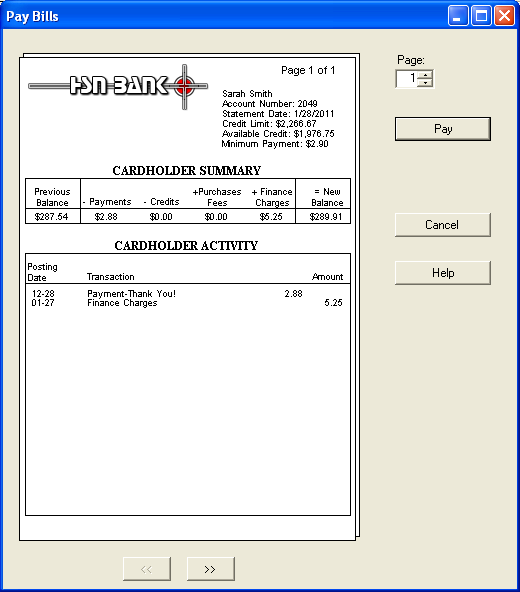 Pay Bills
Page:
1
Pay
Cancel
Help
HSN-BANK
Page 1 of 1
Sarah Smith
Account Number: 2049
Statement Date: 1/28/2011
Credit Limit: $2,266.67
Available Credit: $1,976.75
Minimum Payment: $2.90
CARDHOLDER SUMMARY
Previous Balance - Payments - Credits +Purchases Fees + Finance Charges = New Balance
$287.54 $2.88 $0.00 $0.00 $5.25 $289.91
CARDHOLDER ACTIVITY
Posting Date Transaction Amount
12-28 Payment-Thank You! 2.88
01-27 Finance Charges 5.25
<< >>